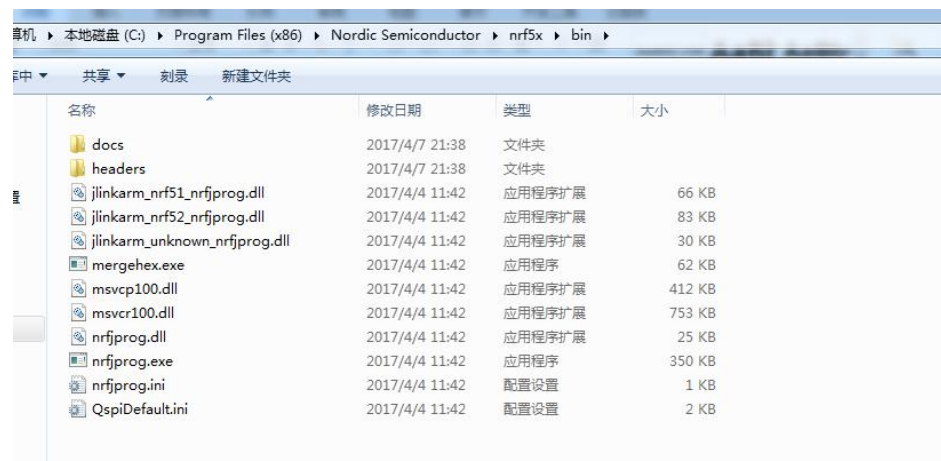 算机 ▸ 本地磁盘 (C:) ▸ Program Files (x86) ▸ Nordic Semiconductor ▸ nrf5x ▸ bin ▸
库中 ▼ 共享 ▼ 刻录 新建文件夹
名称 修改日期 类型 大小
docs 2017/4/7 21:38 文件夹
headers 2017/4/7 21:38 文件夹
jlinkarm_nrf51_nrfjprog.dll 2017/4/4 11:42 应用程序扩展 66 KB
置
jlinkarm_nrf52_nrfjprog.dll 2017/4/4 11:42 应用程序扩展 83 KB
jlinkarm_unknown_nrfjprog.dll 2017/4/4 11:42 应用程序扩展 30 KB
mergehex.exe 2017/4/4 11:42 应用程序 62 KB
msvcp100.dll 2017/4/4 11:42 应用程序扩展 412 KB
msvcr100.dll 2017/4/4 11:42 应用程序扩展 753 KB
nrfjprog.dll 2017/4/4 11:42 应用程序扩展 25 KB
nrfjprog.exe 2017/4/4 11:42 应用程序 350 KB
nrfjprog.ini 2017/4/4 11:42 配置设置 1 KB
QspiDefault.ini 2017/4/4 11:42 配置设置 2 KB